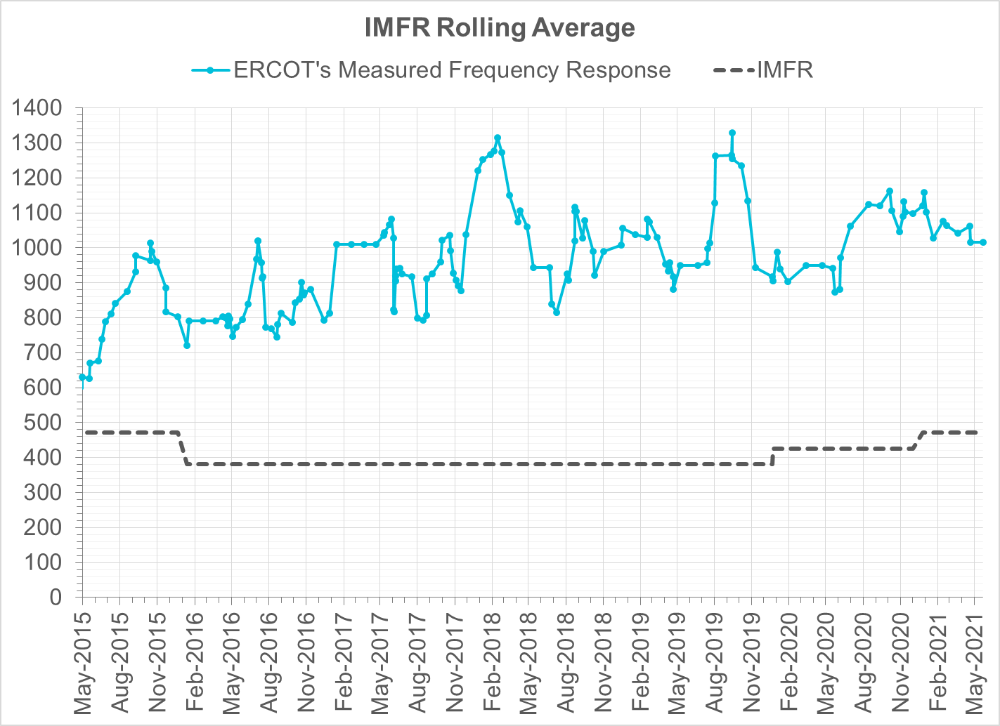 IMFR Rolling Average
ERCOT's Measured Frequency Response IMFR
1400
1300
1200
1100
1000
900
800
700
600
500
400
300
200
100
0
May-2015
Aug-2015
Nov-2015
Feb-2016
May-2016
Aug-2016
Nov-2016
Feb-2017
May-2017
Aug-2017
Nov-2017
Feb-2018
May-2018
Aug-2018
Nov-2018
Feb-2019
May-2019
Aug-2019
Nov-2019
Feb-2020
May-2020
Aug-2020
Nov-2020
Feb-2021
May-2021